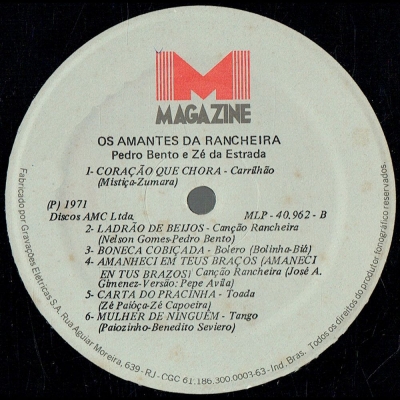 MAGAZINE
OS AMANTES DA RANCHEIRA
Pedro Bento e Zé da Estrada
1- CORAÇÃO QUE CHORA - Carrilhão
(Mistiça-Zumara)
(P) 1971
Discos AMC Ltda
MLP - 40.962 - B
2- LADRÃO DE BEIJOS - Canção Rancheira
(Nelson Gomes-Pedro Bento)
3- BONECA COBIÇADA - Bolero (Bolinha-Biá)
4- AMANHECI EM TEUS BRAÇOS (AMANECI
EN TUS BRAZOS) Canção Rancheira (José A.
Gimenez-Versão: Pepe Avila)
5- CARTA DO PRACINHA - Toada
(Zé Paióça-Zé Capoeira)
6- MULHER DE NINGUÉM - Tango
(Paiozinho-Benedito Seviero)
Fabricado por Gravações Elétricas S.A. Rua Aguiar Moreira, 639 - RJ - CGC 61.186.300.0003-63 - Ind. Bras. Todos os direitos do produtor fonográfico reservados.